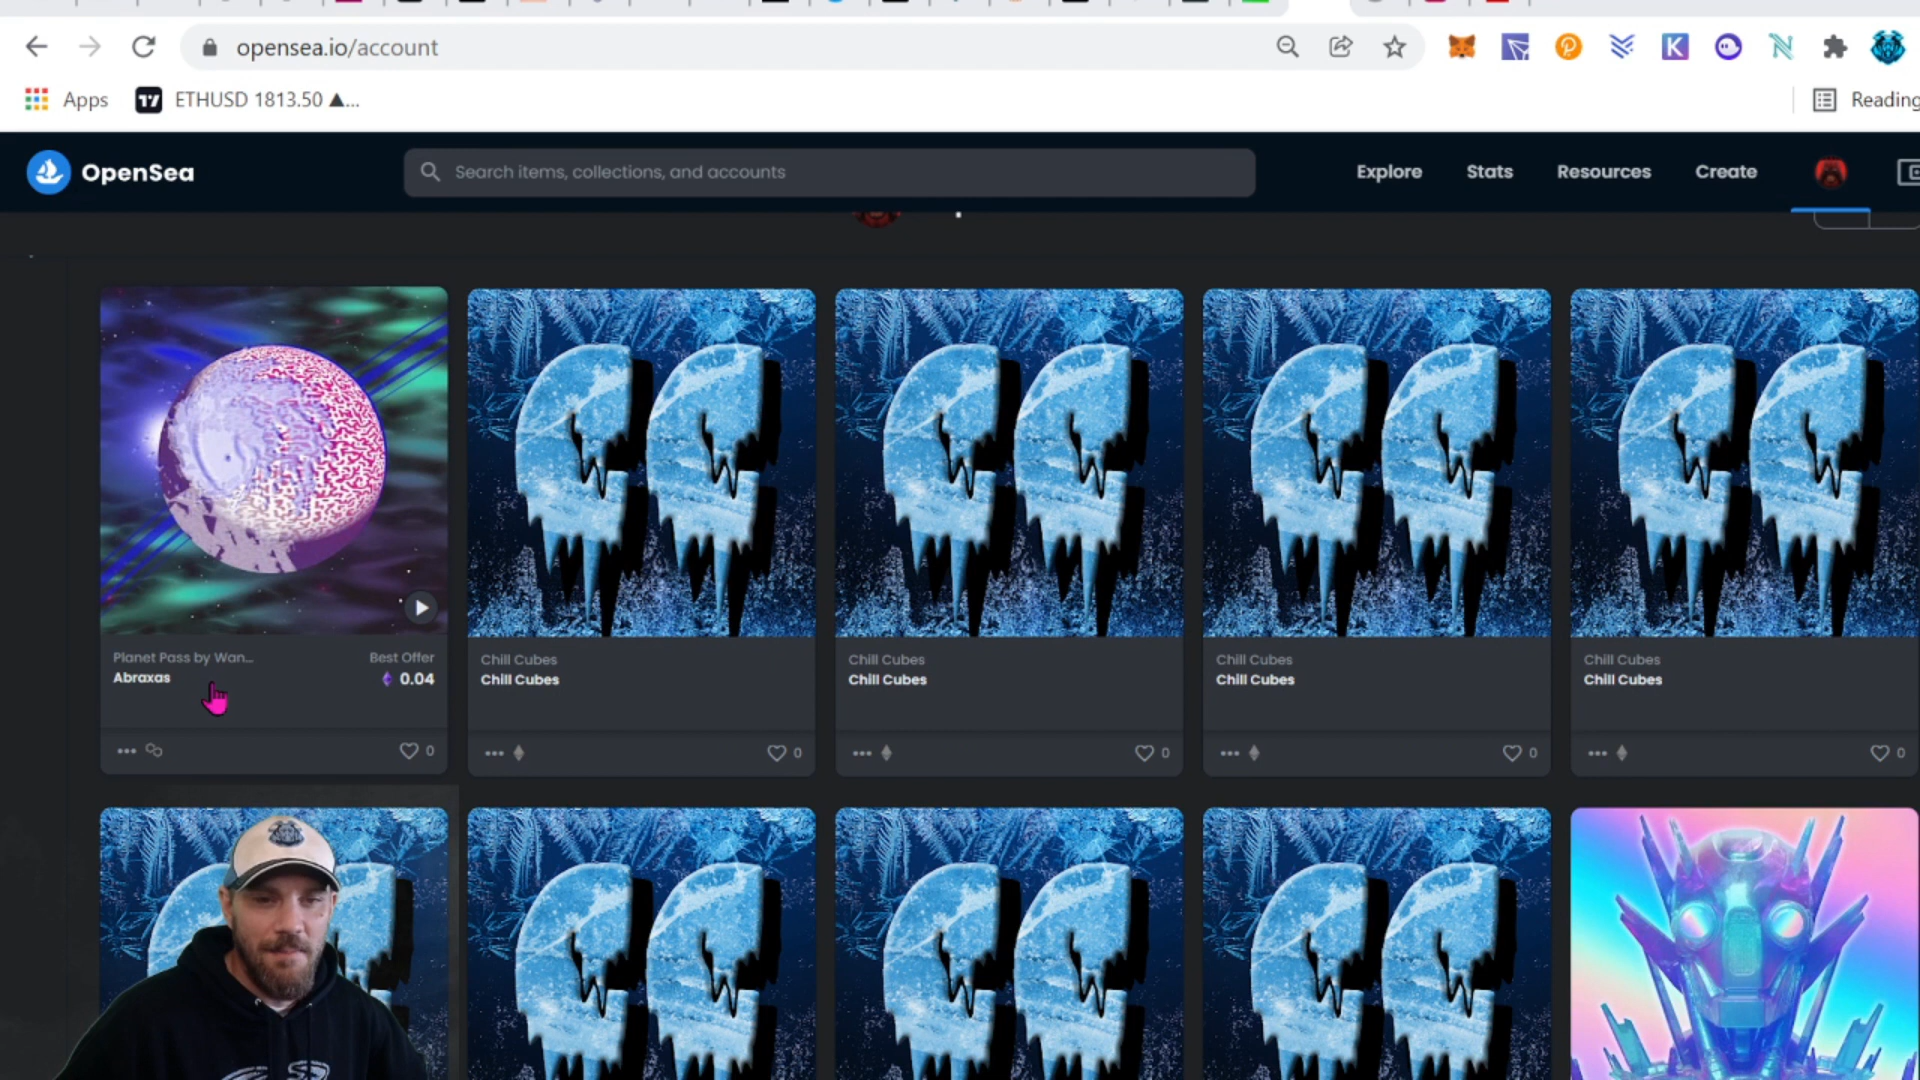 opensea.io/account
Apps
ETHUSD 1813.50 ▲...
Reading
OpenSea
Search items, collections, and accounts
Explore
Stats
Resources
Create
Planet Pass by Wan...
Best Offer
Abraxas
0.04
0
Chill Cubes
Chill Cubes
0
Chill Cubes
Chill Cubes
0
Chill Cubes
Chill Cubes
0
Chill Cubes
Chill Cubes
0